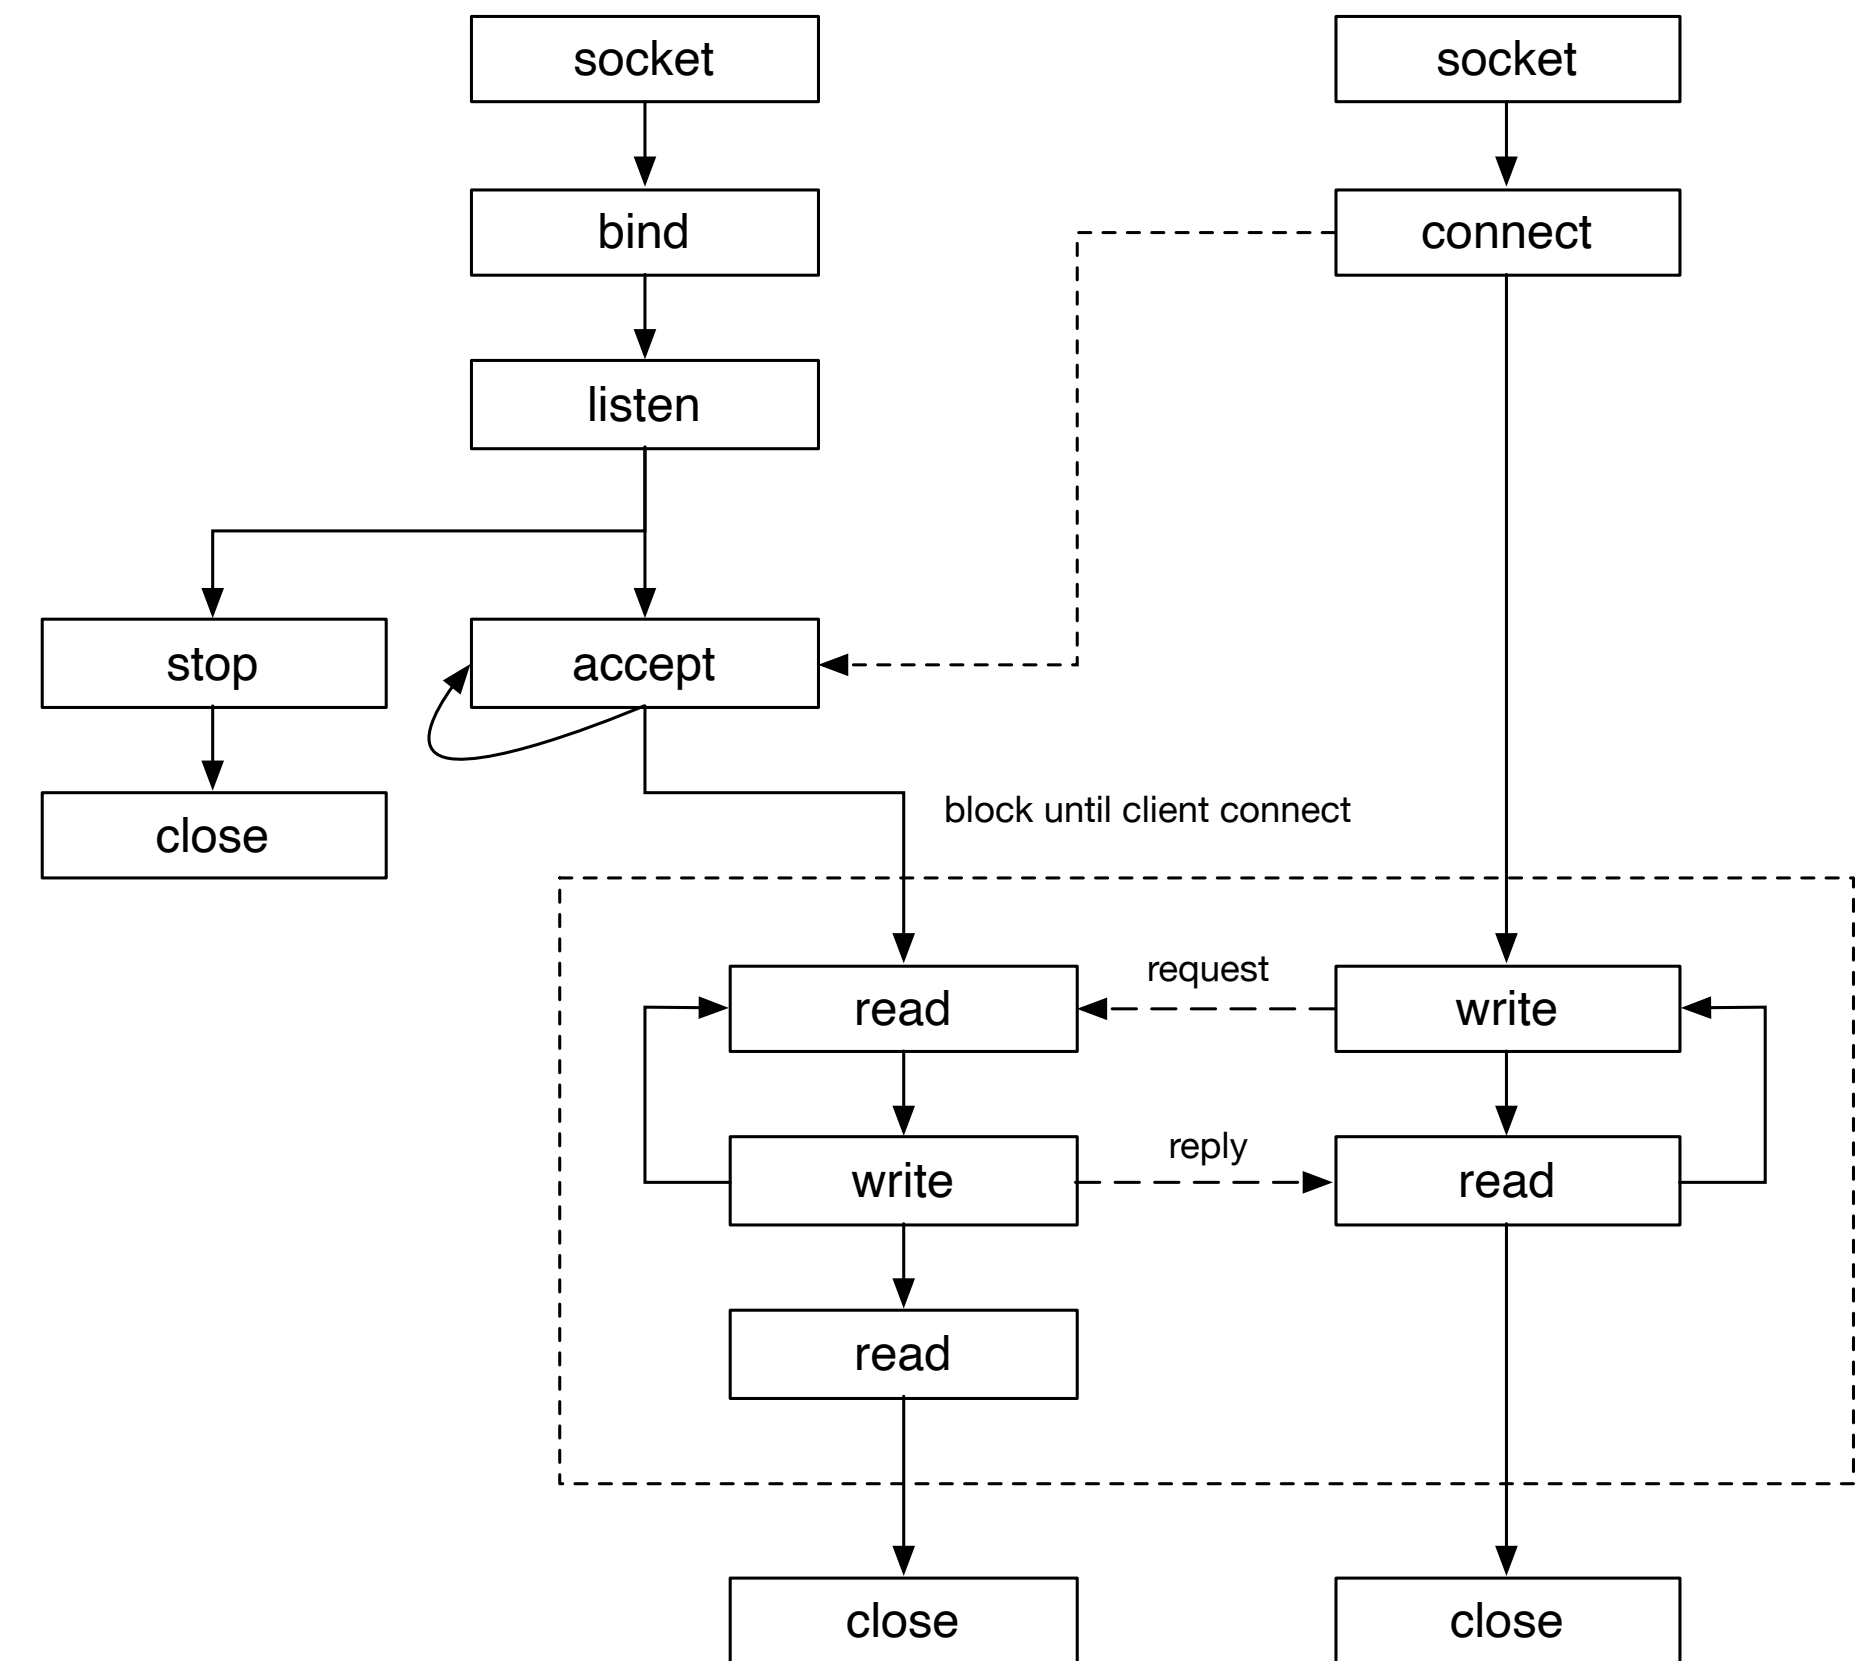 socket
socket
bind
connect
listen
stop
accept
close
block until client connect
read
request
write
write
reply
read
read
close
close